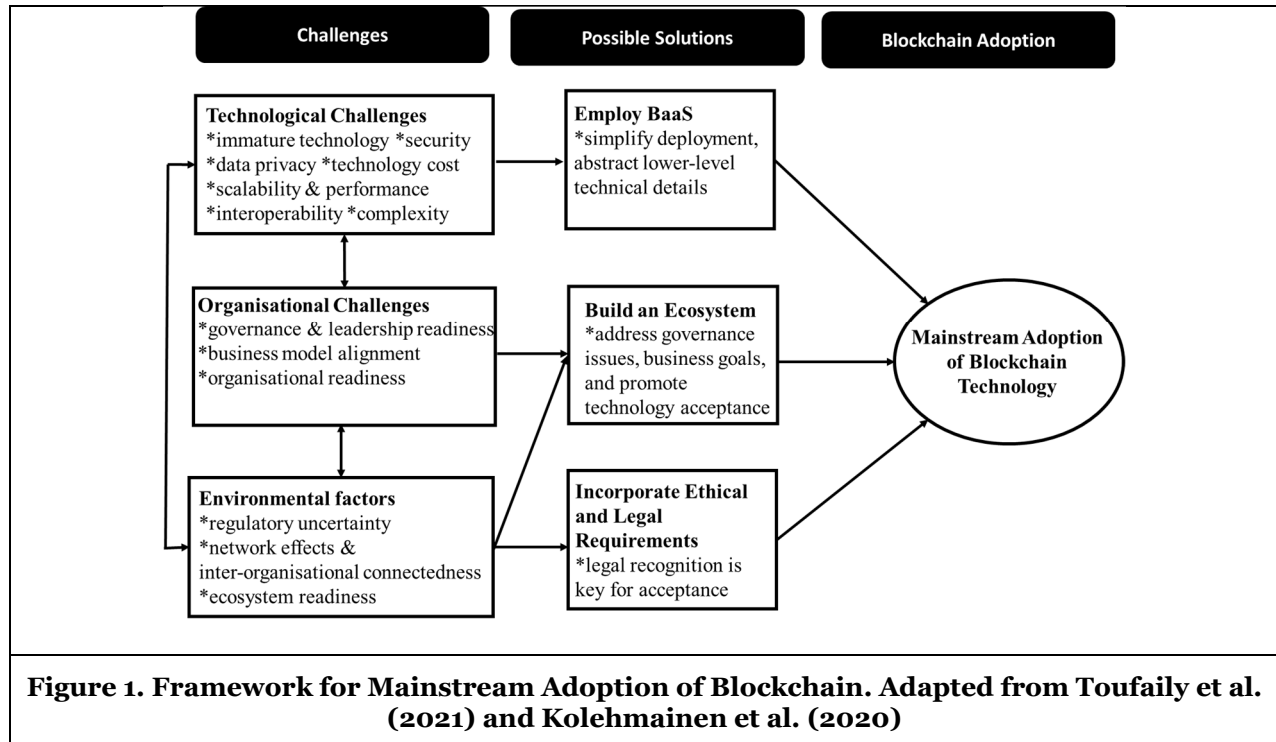 Challenges
Possible Solutions
Blockchain Adoption
Technological Challenges
*immature technology *security
*data privacy *technology cost
*scalability & performance
*interoperability *complexity
Employ BaaS
*simplify deployment,
abstract lower-level
technical details
Organisational Challenges
*governance & leadership readiness
*business model alignment
*organisational readiness
Build an Ecosystem
*address governance
issues, business goals,
and promote
technology acceptance
Mainstream Adoption
of Blockchain
Technology
Environmental factors
*regulatory uncertainty
*network effects &
inter-organisational connectedness
*ecosystem readiness
Incorporate Ethical
and Legal
Requirements
*legal recognition is
key for acceptance
Figure 1. Framework for Mainstream Adoption of Blockchain. Adapted from Toufaily et al.
(2021) and Kolehmainen et al. (2020)